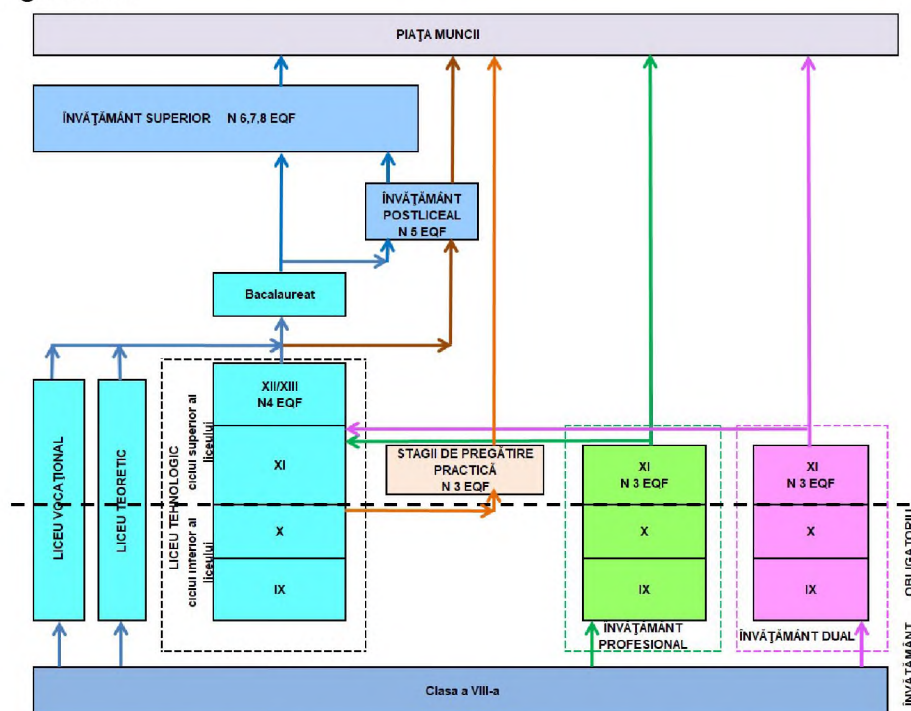 PIAȚA MUNCII
ÎNVĂȚĂMÂNT SUPERIOR N 6,7,8 EQF
ÎNVĂȚĂMÂNT
POSTLICEAL
N 5 EQF
Bacalaureat
LICEU VOCAȚIONAL
LICEU TEORETIC
LICEU TEHNOLOGIC
ciclul superior al
liceului
ciclul inferior al
liceului
XII/XIII
N4 EQF
XI
X
IX
STAGII DE PREGĂTIRE
PRACTICĂ
N 3 EQF
XI
N 3 EQF
X
IX
ÎNVĂȚĂMÂNT
PROFESIONAL
XI
N 3 EQF
X
IX
ÎNVĂȚĂMÂNT DUAL
ÎNVĂȚĂMÂNT OBLIGATORIU
Clasa a VIII-a